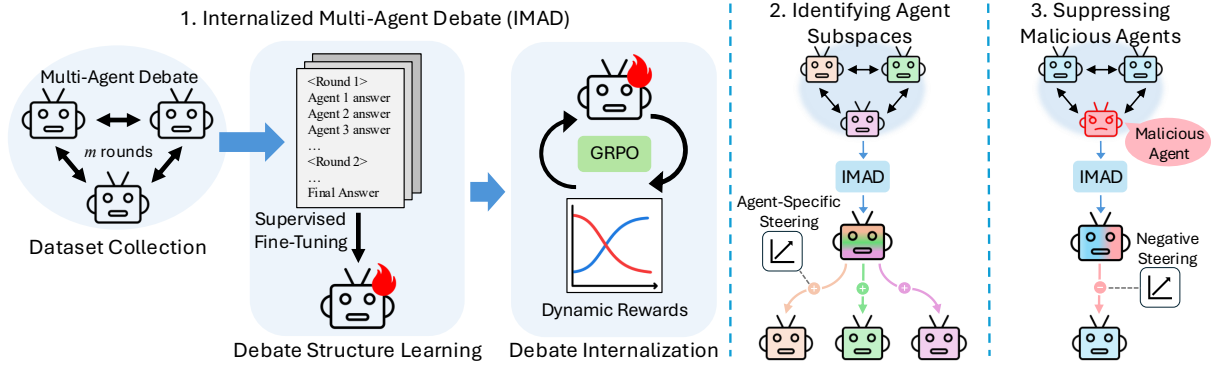 1. Internalized Multi-Agent Debate (IMAD)
Multi-Agent Debate
m rounds
Dataset Collection
<Round 1>
Agent 1 answer
Agent 2 answer
Agent 3 answer
…
<Round 2>
…
Final Answer
Supervised
Fine-Tuning
Debate Structure Learning
GRPO
Dynamic Rewards
Debate Internalization
2. Identifying Agent
Subspaces
IMAD
Agent-Specific
Steering
+
+
+
3. Suppressing
Malicious Agents
Malicious
Agent
IMAD
Negative
Steering
−